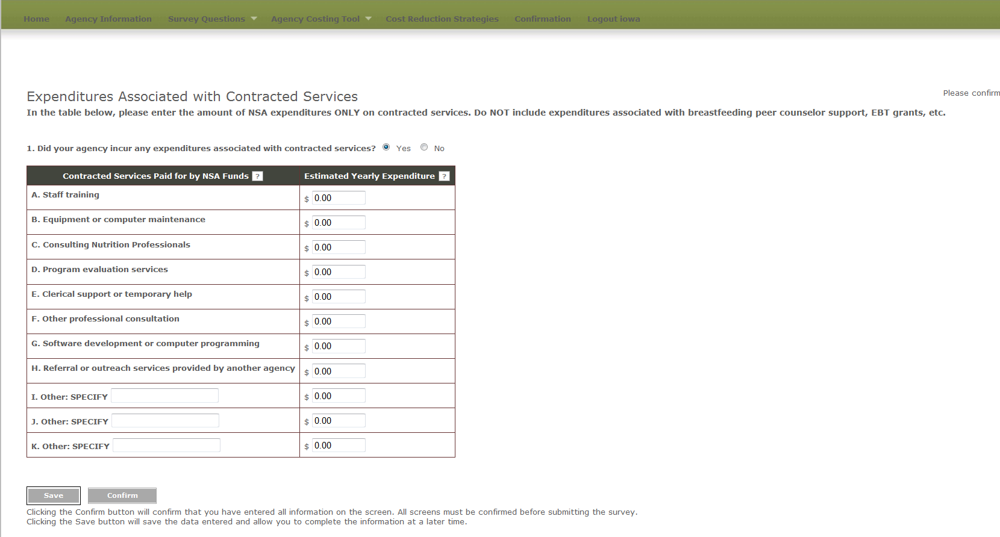 Home Agency Information Survey Questions Agency Costing Tool Cost Reduction Strategies Confirmation Logout iowa
Expenditures Associated with Contracted Services
Please confirm
In the table below, please enter the amount of NSA expenditures ONLY on contracted services. Do NOT include expenditures associated with breastfeeding peer counselor support, EBT grants, etc.
1. Did your agency incur any expenditures associated with contracted services? Yes No
Contracted Services Paid for by NSA Funds ? Estimated Yearly Expenditure ?
A. Staff training $ 0.00
B. Equipment or computer maintenance $ 0.00
C. Consulting Nutrition Professionals $ 0.00
D. Program evaluation services $ 0.00
E. Clerical support or temporary help $ 0.00
F. Other professional consultation $ 0.00
G. Software development or computer programming $ 0.00
H. Referral or outreach services provided by another agency $ 0.00
I. Other: SPECIFY $ 0.00
J. Other: SPECIFY $ 0.00
K. Other: SPECIFY $ 0.00
Save Confirm
Clicking the Confirm button will confirm that you have entered all information on the screen. All screens must be confirmed before submitting the survey.
Clicking the Save button will save the data entered and allow you to complete the information at a later time.